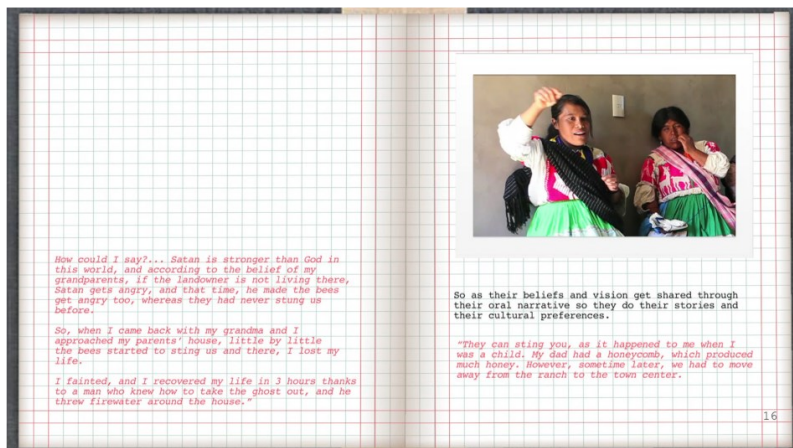 How could I say?... Satan is stronger than God in
this world, and according to the belief of my
grandparents, if the landowner is not living there,
Satan gets angry, and that time, he made the bees
get angry too, whereas they had never stung us
before.
So, when I came back with my grandma and I
approached my parents' house, little by little
the bees started to sting us and there, I lost my
life.
I fainted, and I recovered my life in 3 hours thanks
to a man who knew how to take the ghost out, and he
threw firewater around the house."
So as their beliefs and vision get shared through
their oral narrative so they do their stories and
their cultural preferences.
"They can sting you, as it happened to me when I
was a child. My dad had a honeycomb, which produced
much honey. However, sometime later, we had to move
away from the ranch to the town center.
16